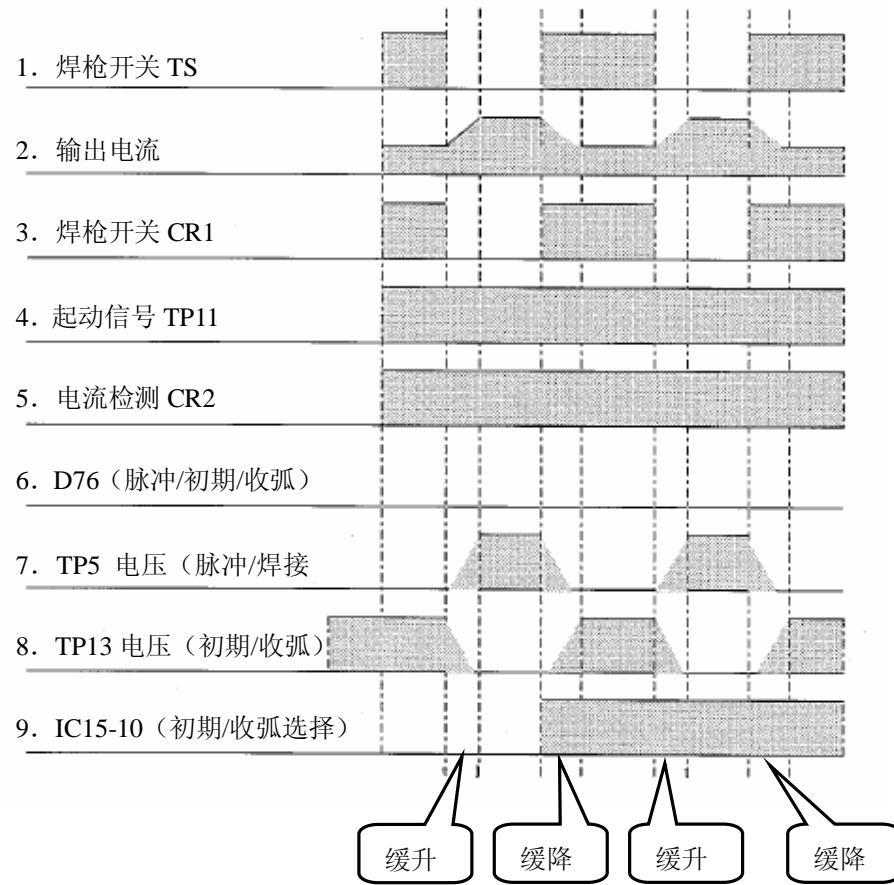 1．焊枪开关 TS
2．输出电流
3．焊枪开关 CR1
4．起动信号 TP11
5．电流检测 CR2
6．D76（脉冲/初期/收弧）
7．TP5 电压（脉冲/焊接
8．TP13 电压（初期/收弧）
9．IC15-10（初期/收弧选择）
缓升 缓降 缓升 缓降